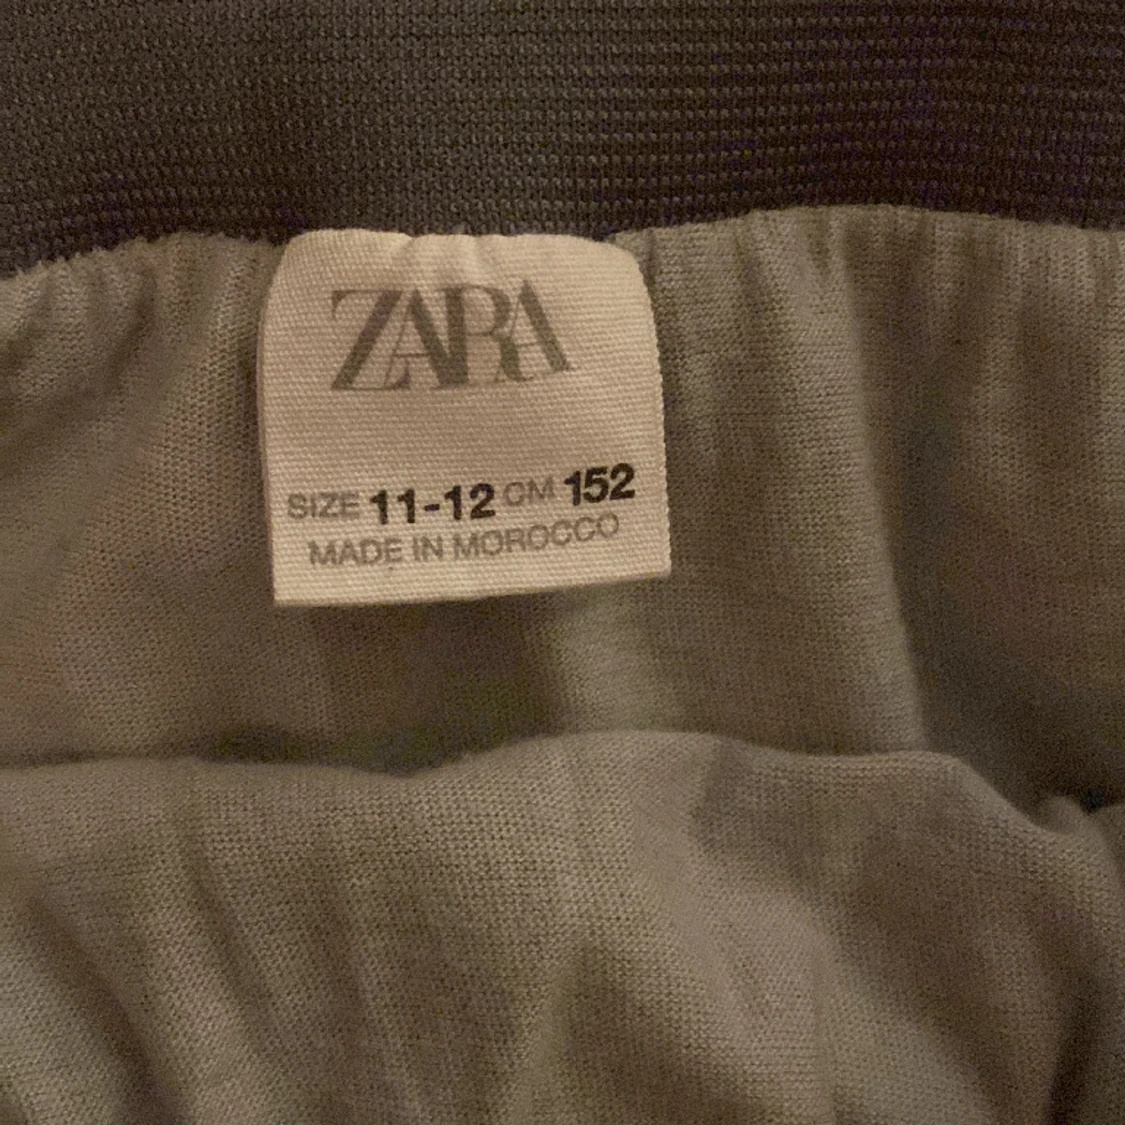 ZARA
SIZE 11-12 CM 152
MADE IN MOROCCO